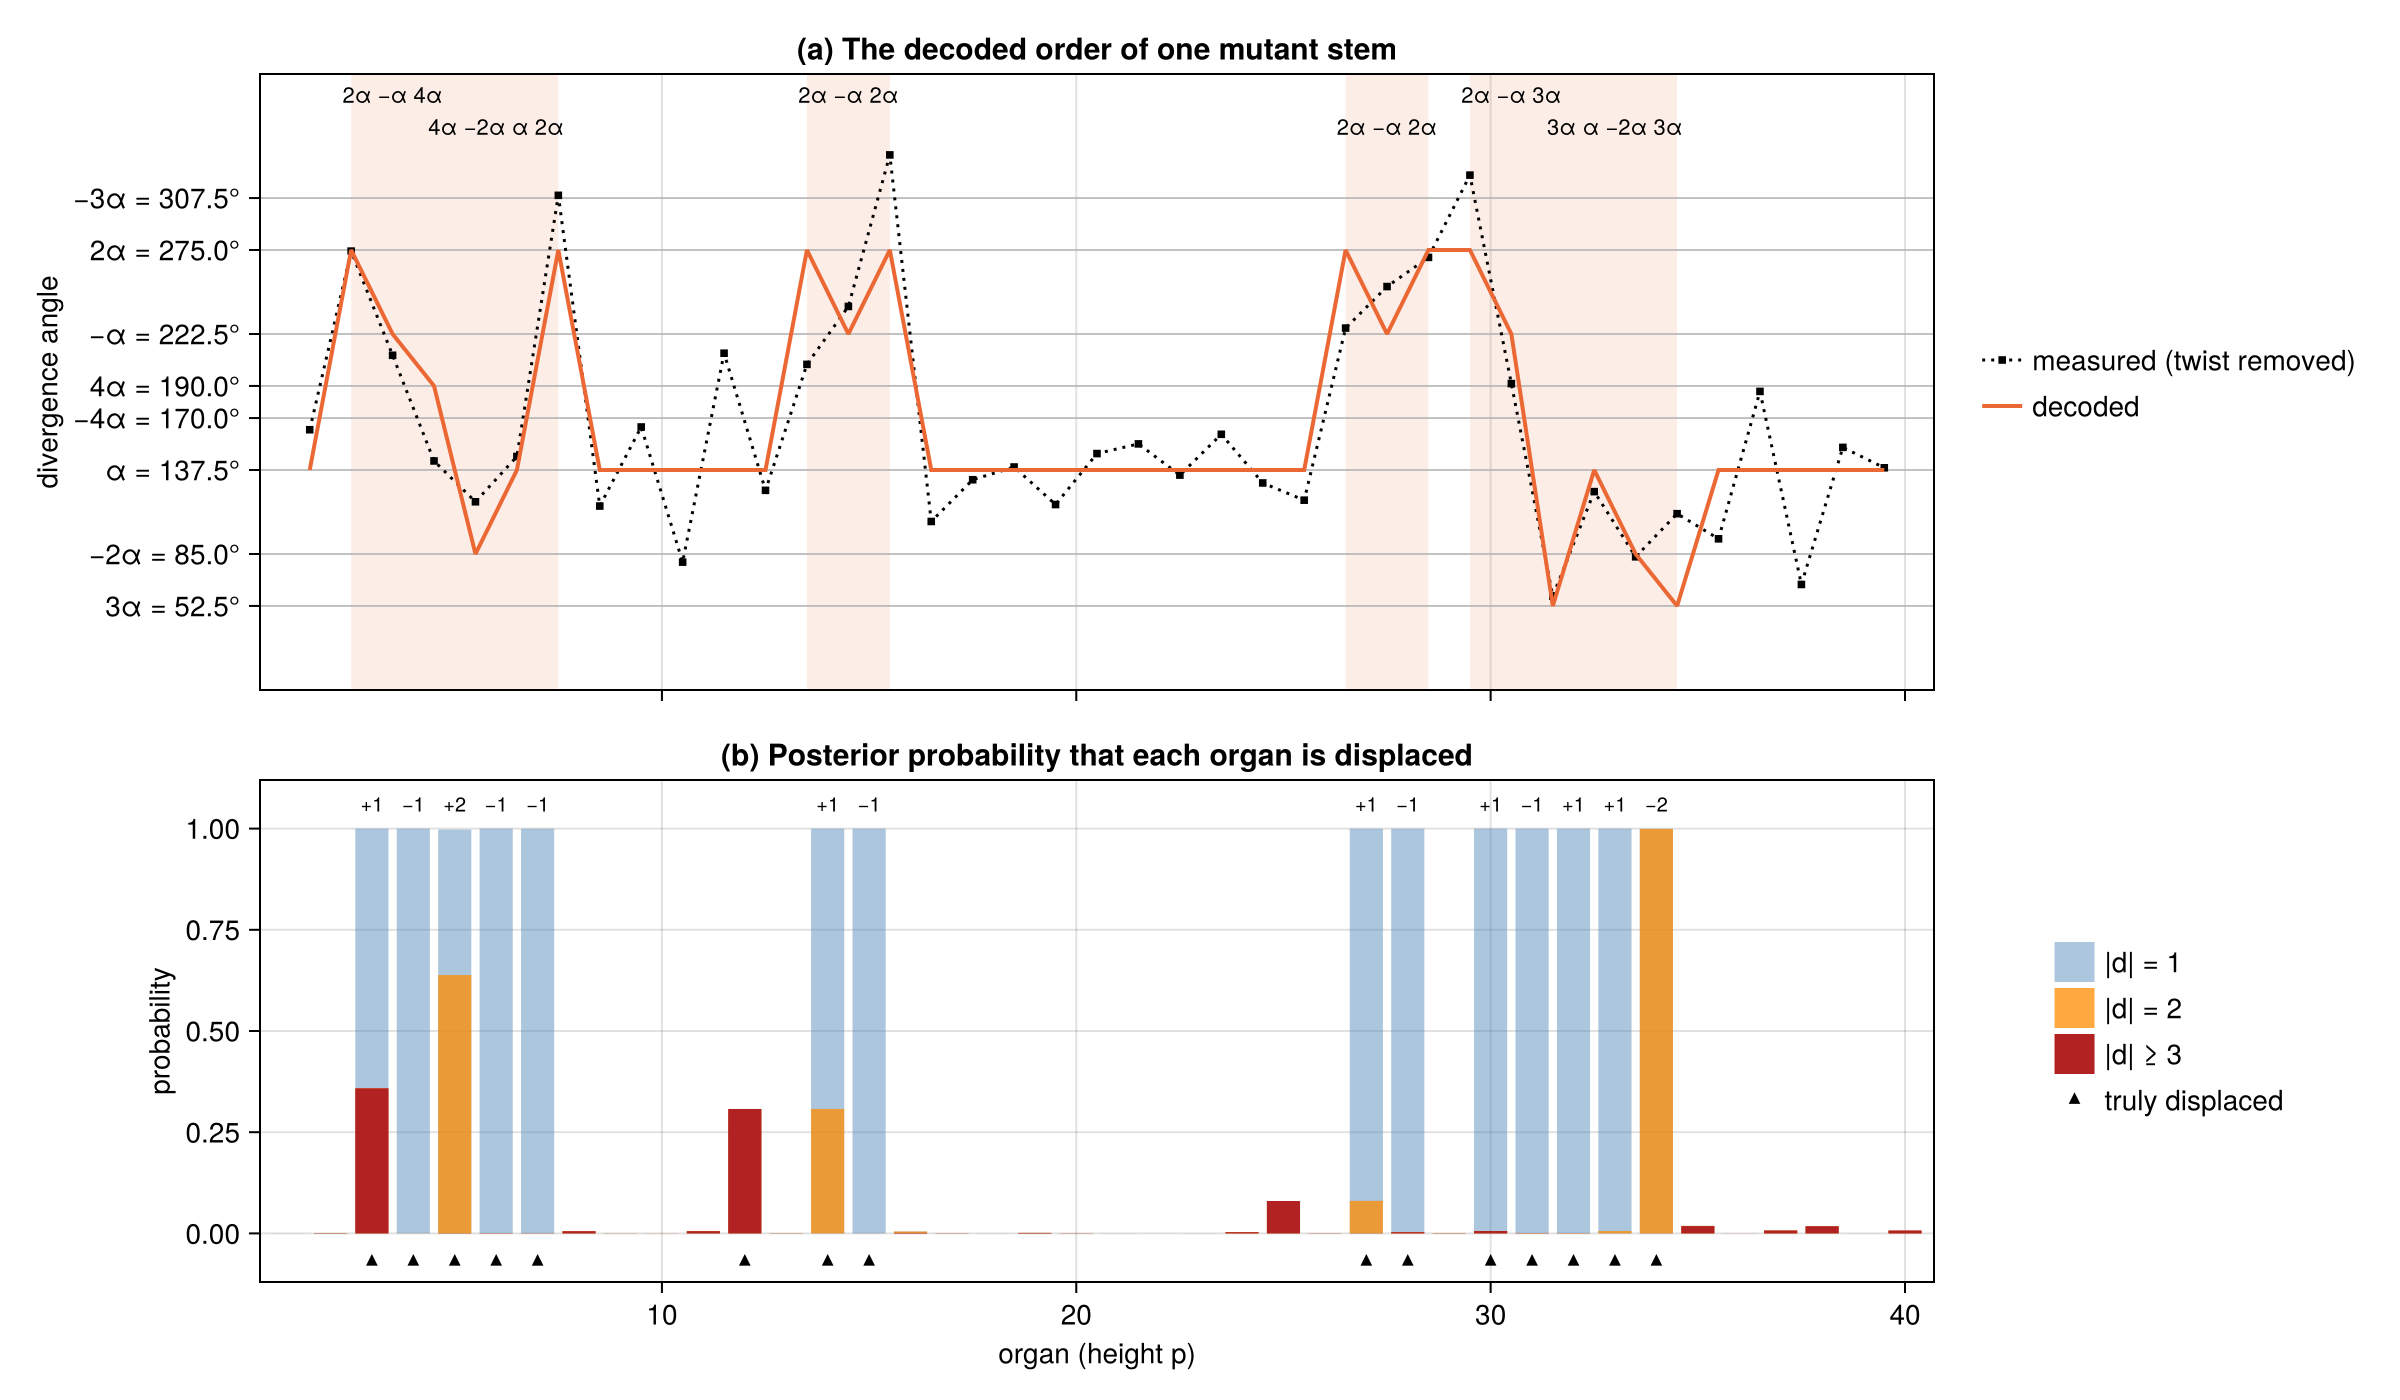 (a) The decoded order of one mutant stem
2α −α 4α
2α −α 2α
2α −α 3α
4α −2α α 2α
2α −α 2α
3α α −2α 3α
divergence angle
−3α = 307.5°
2α = 275.0°
-α = 222.5°
4α = 190.0°
−4α = 170.0°
α = 137.5°
−2α = 85.0°
3α = 52.5°
measured (twist removed)
decoded
(b) Posterior probability that each organ is displaced
+1 −1 +2 −1 −1 +1 −1 +1 −1 +1 −1 +1 +1 −2
probability
1.00
0.75
0.50
0.25
0.00
10 20 30 40
organ (height p)
|d| = 1
|d| = 2
|d| ≥ 3
truly displaced